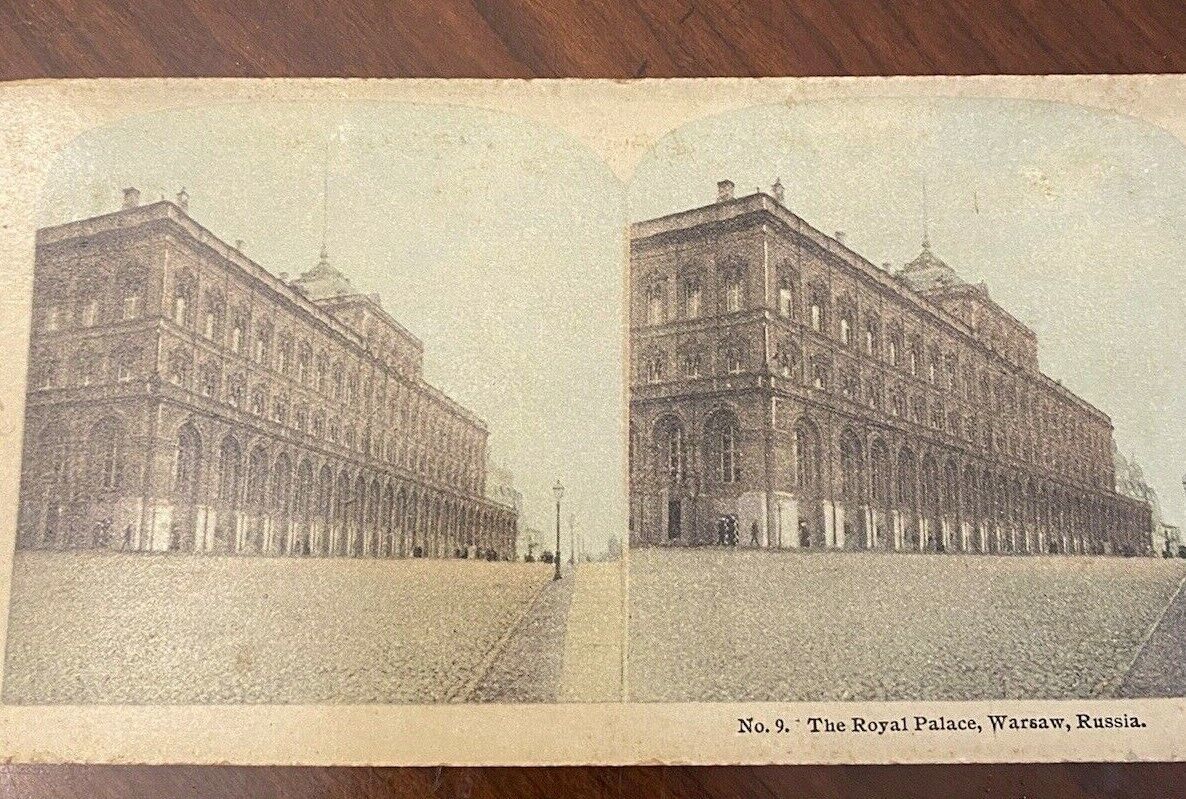 No. 9. The Royal Palace, Warsaw, Russia.